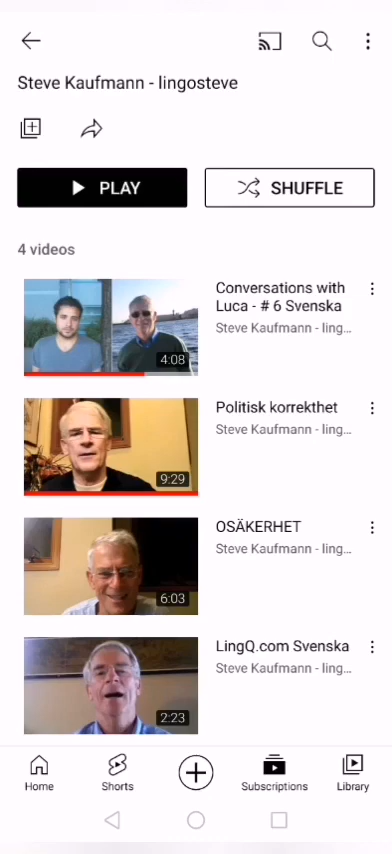 Steve Kaufmann - lingosteve
PLAY
SHUFFLE
4 videos
Conversations with
Luca - # 6 Svenska
Steve Kaufmann - ling...
4:08
Politisk korrekthet
Steve Kaufmann - ling...
9:29
OSÄKERHET
Steve Kaufmann - ling...
6:03
LingQ.com Svenska
Steve Kaufmann - ling...
2:23
Home
Shorts
Subscriptions
Library